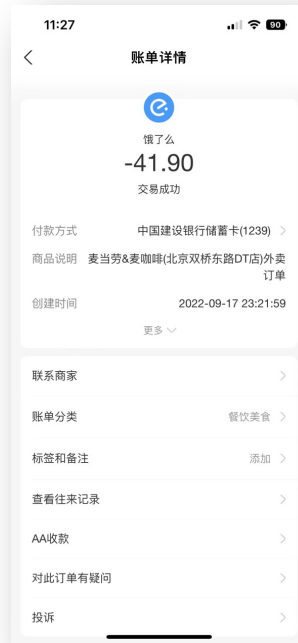 11:27
90
账单详情
饿了么
-41.90
交易成功
付款方式 中国建设银行储蓄卡(1239)
商品说明 麦当劳&麦咖啡(北京双桥东路DT店)外卖
订单
创建时间 2022-09-17 23:21:59
更多
联系商家
账单分类 餐饮美食
标签和备注 添加
查看往来记录
AA收款
对此订单有疑问
投诉